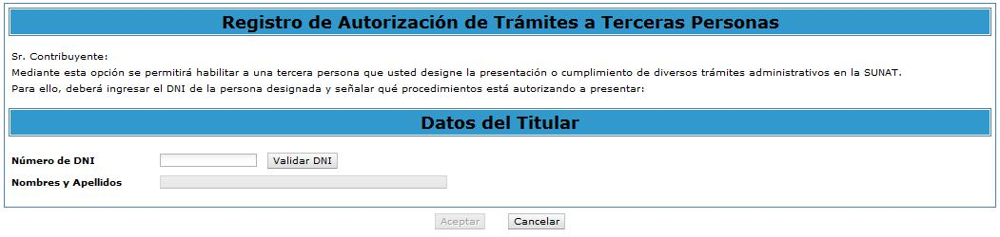 Registro de Autorización de Trámites a Terceras Personas
Sr. Contribuyente:
Mediante esta opción se permitirá habilitar a una tercera persona que usted designe la presentación o cumplimiento de diversos trámites administrativos en la SUNAT.
Para ello, deberá ingresar el DNI de la persona designada y señalar qué procedimientos está autorizando a presentar:
Datos del Titular
Número de DNI Validar DNI
Nombres y Apellidos
Aceptar Cancelar